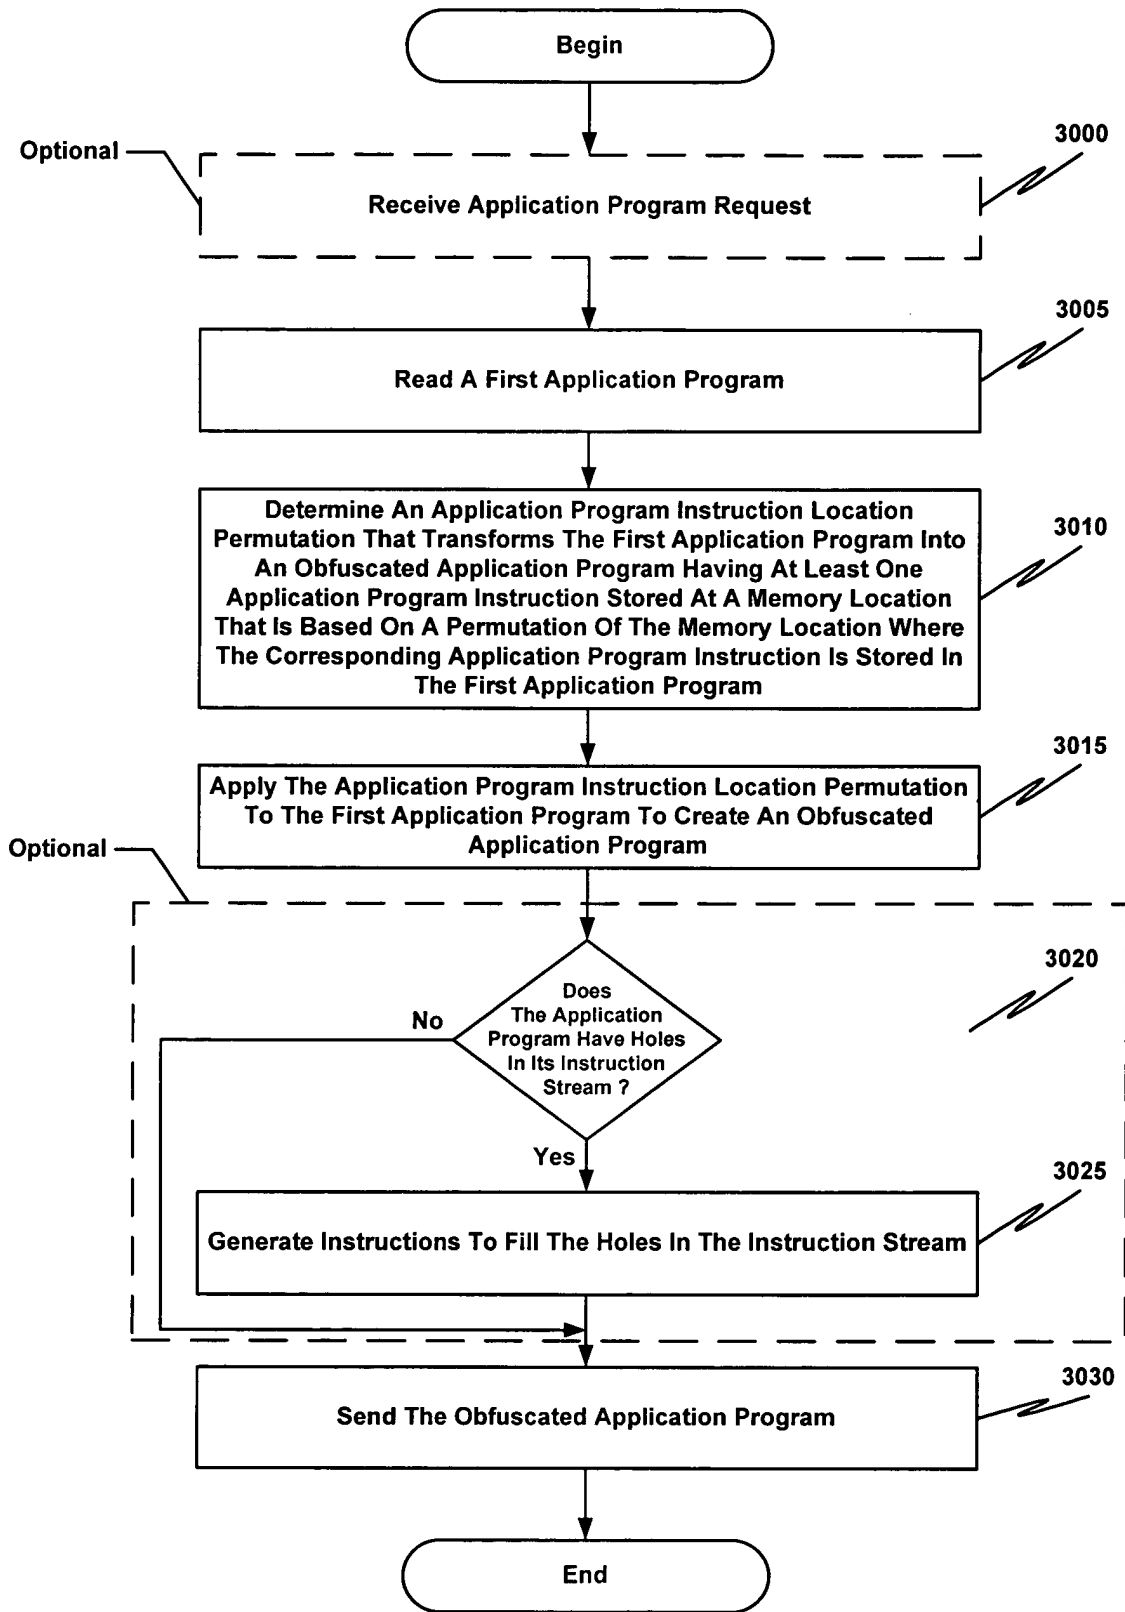 Begin
Optional
3000
Receive Application Program Request
3005
Read A First Application Program
Determine An Application Program Instruction Location
Permutation That Transforms The First Application Program Into
An Obfuscated Application Program Having At Least One
Application Program Instruction Stored At A Memory Location
That Is Based On A Permutation Of The Memory Location Where
The Corresponding Application Program Instruction Is Stored In
The First Application Program
3010
3015
Apply The Application Program Instruction Location Permutation
To The First Application Program To Create An Obfuscated
Application Program
Optional
3020
Does
The Application
Program Have Holes
In Its Instruction
Stream ?
No
Yes
3025
Generate Instructions To Fill The Holes In The Instruction Stream
3030
Send The Obfuscated Application Program
End